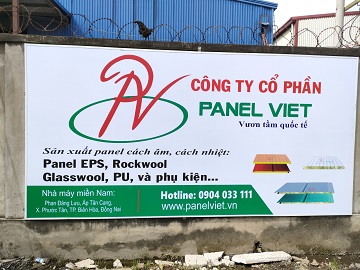 PV
CÔNG TY CỔ PHẦN
PANEL VIET
Vươn tầm quốc tế
Sản xuất panel cách âm, cách nhiệt:
Panel EPS, Rockwool
Glasswool, PU, và phụ kiện...
Nhà máy miền Nam:
Phan Đăng Lưu, Ấp Tân Cang,
X. Phước Tân, TP. Biên Hòa, Đồng Nai
Hotline: 0904 033 111
www.panelviet.vn